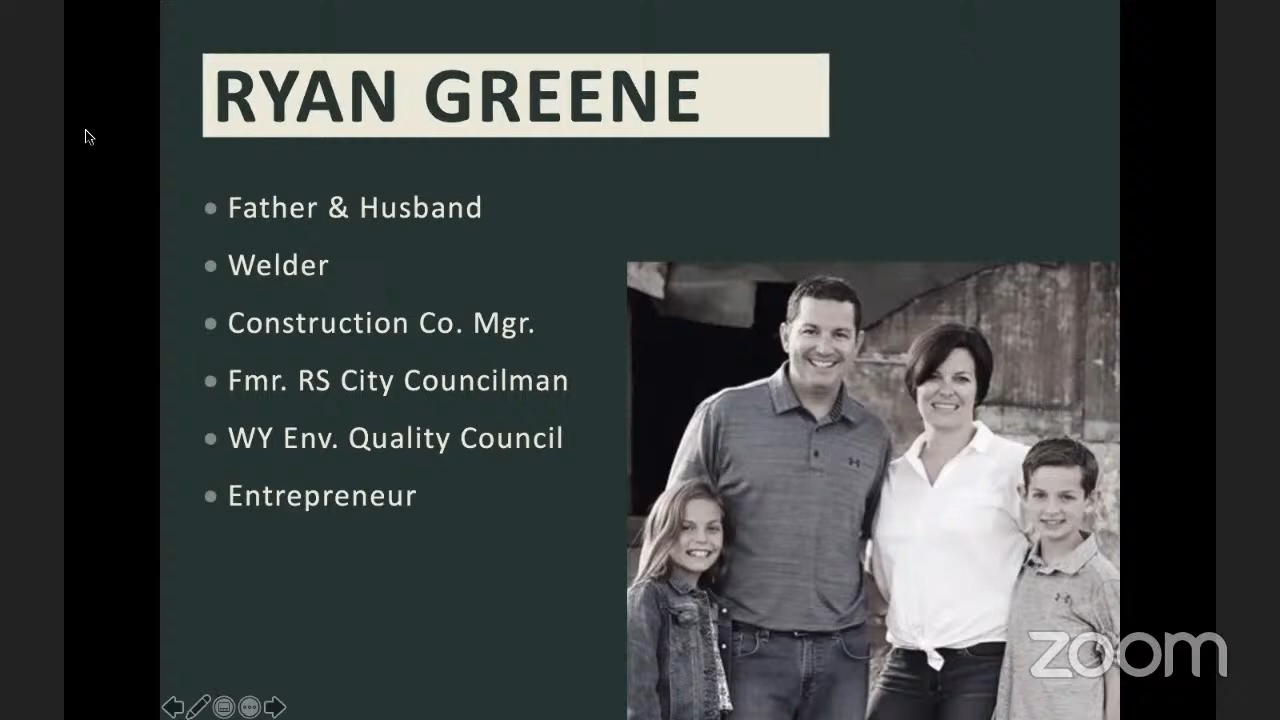 RYAN GREENE
Father & Husband
Welder
Construction Co. Mgr.
Fmr. RS City Councilman
WY Env. Quality Council
Entrepreneur
zoom